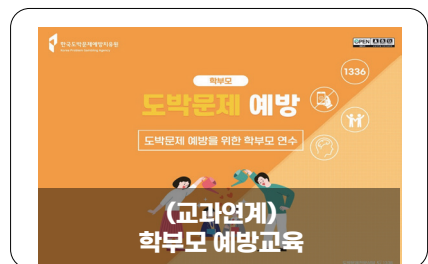 한국도박문제예방치유원
OPEN
1336
학부모
도박문제 예방
도박문제 예방을 위한 학부모 연수
(교과연계)
학부모 예방교육